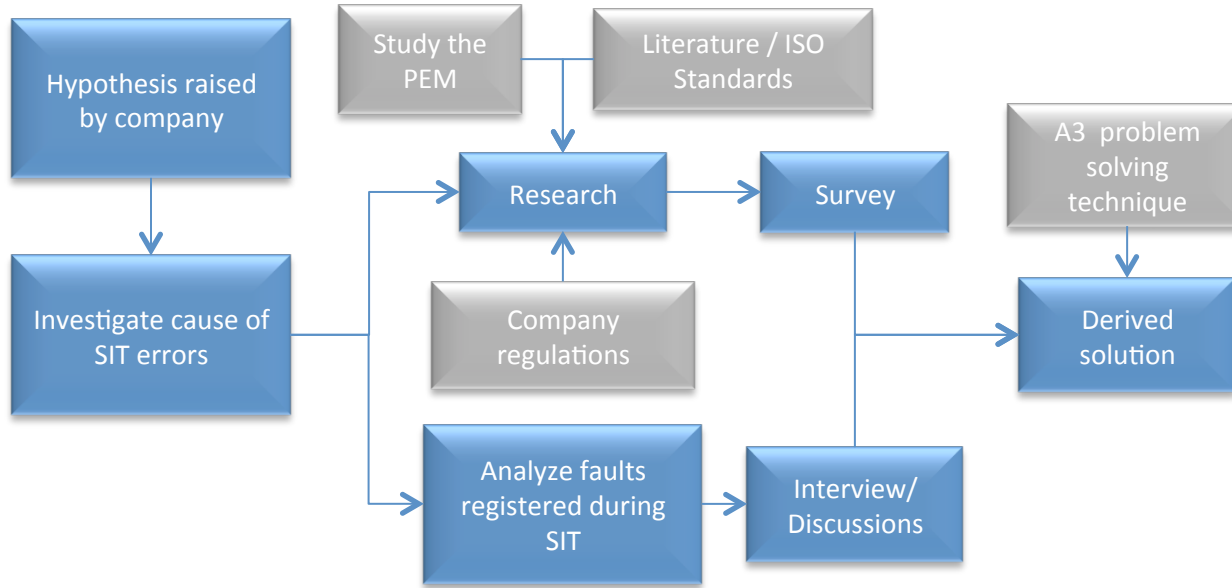 Hypothesis raised
by company
Study the
PEM
Literature / ISO
Standards
A3 problem
solving
technique
Research
Survey
Investigate cause of
SIT errors
Company
regulations
Derived
solution
Analyze faults
registered during
SIT
Interview/
Discussions